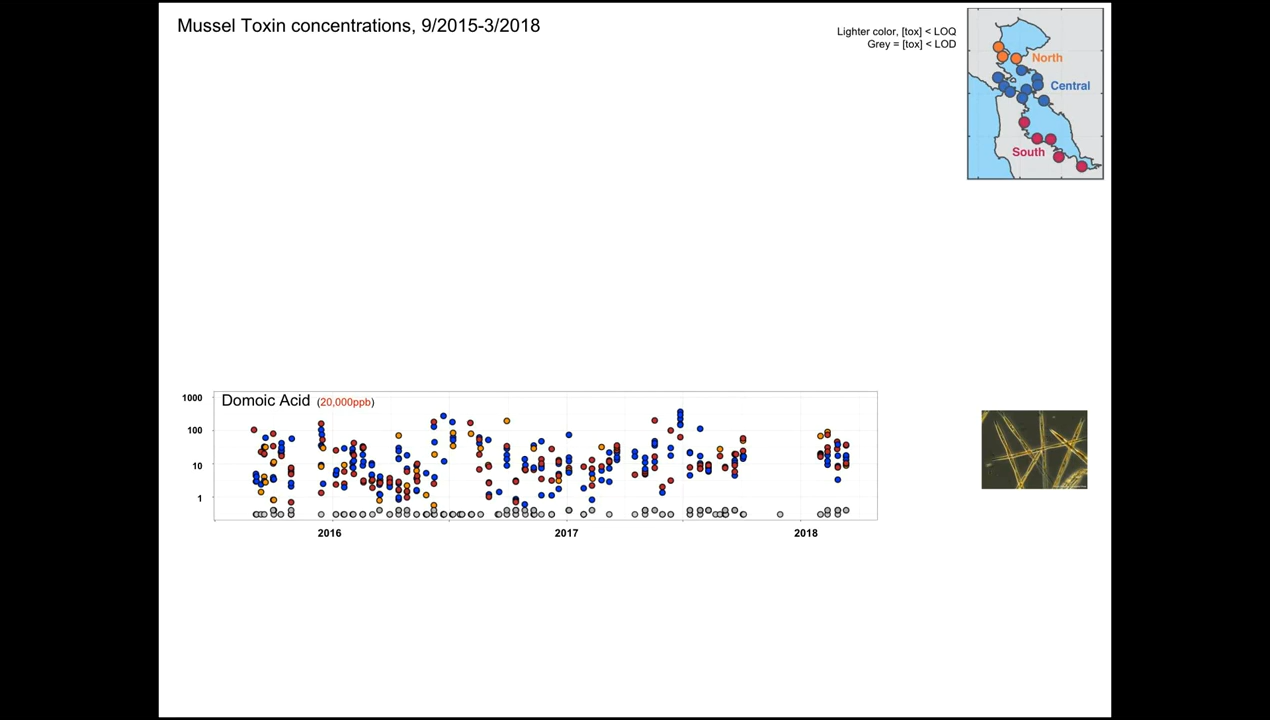 Mussel Toxin concentrations, 9/2015-3/2018
Lighter color, [tox] < LOQ
Grey = [tox] < LOD
North
Central
South
Domoic Acid (20,000ppb)
1000
100
10
1
2016 2017 2018